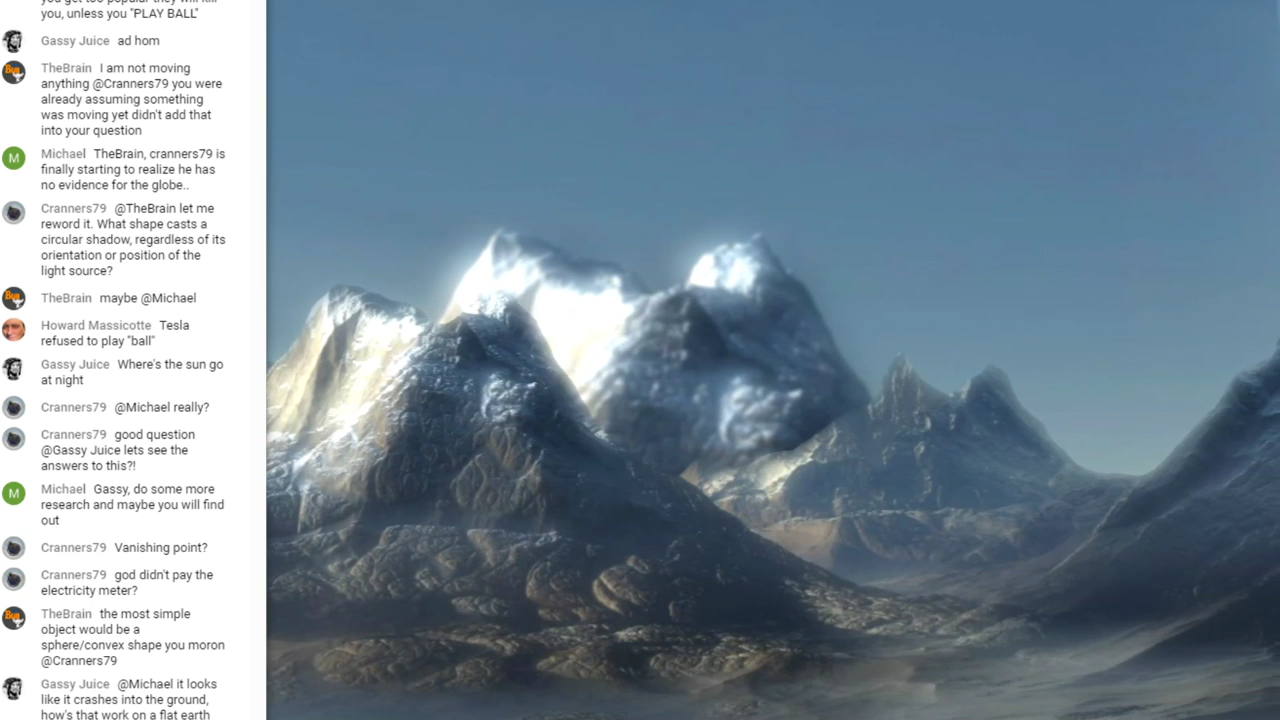 you, unless you "PLAY BALL"
Gassy Juice ad hom
TheBrain I am not moving
anything @Cranners79 you were
already assuming something
was moving yet didn't add that
into your question
M Michael TheBrain, cranners79 is
finally starting to realize he has
no evidence for the globe..
Cranners79 @TheBrain let me
reword it. What shape casts a
circular shadow, regardless of its
orientation or position of the
light source?
TheBrain maybe @Michael
Howard Massicotte Tesla
refused to play "ball"
Gassy Juice Where's the sun go
at night
Cranners79 @Michael really?
Cranners79 good question
@Gassy Juice lets see the
answers to this?!
M Michael Gassy, do some more
research and maybe you will find
out
Cranners79 Vanishing point?
Cranners79 god didn't pay the
electricity meter?
TheBrain the most simple
object would be a
sphere/convex shape you moron
@Cranners79
Gassy Juice @Michael it looks
like it crashes into the ground,
how's that work on a flat earth